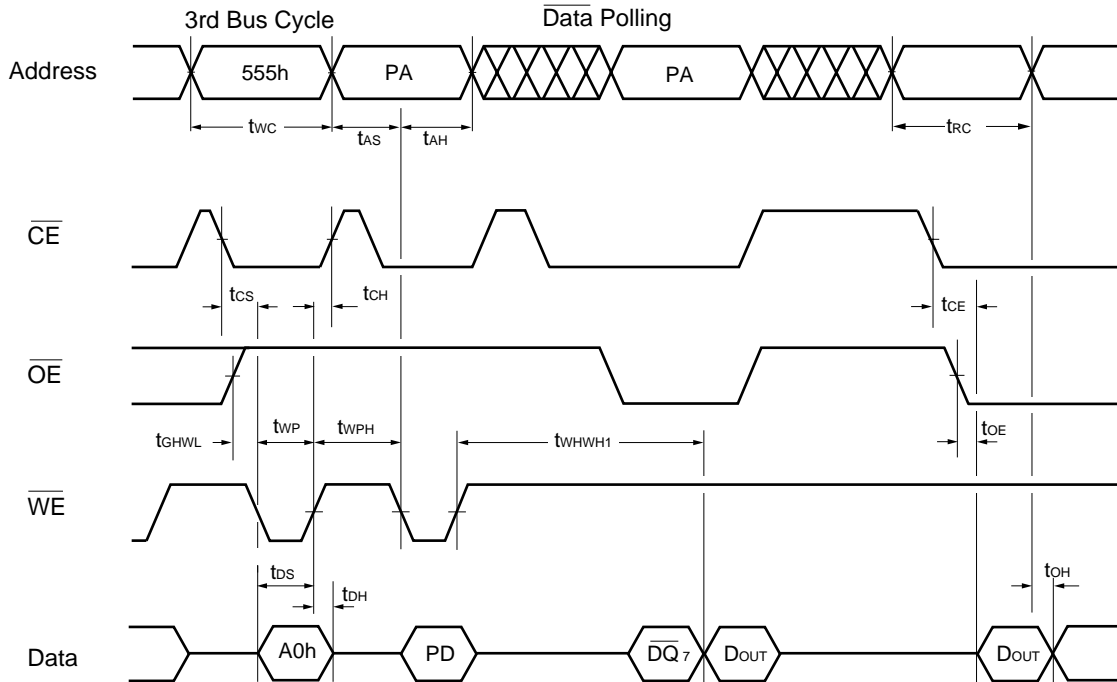 3rd Bus Cycle
Data Polling
Address
555h
PA
PA
tWC
tAS
tAH
tRC
CE
tCS
tCH
tCE
OE
tGHWL
tWP
tWPH
tWHWH1
tOE
WE
tDS
tDH
tOH
Data
A0h
PD
DQ7
DOUT
DOUT